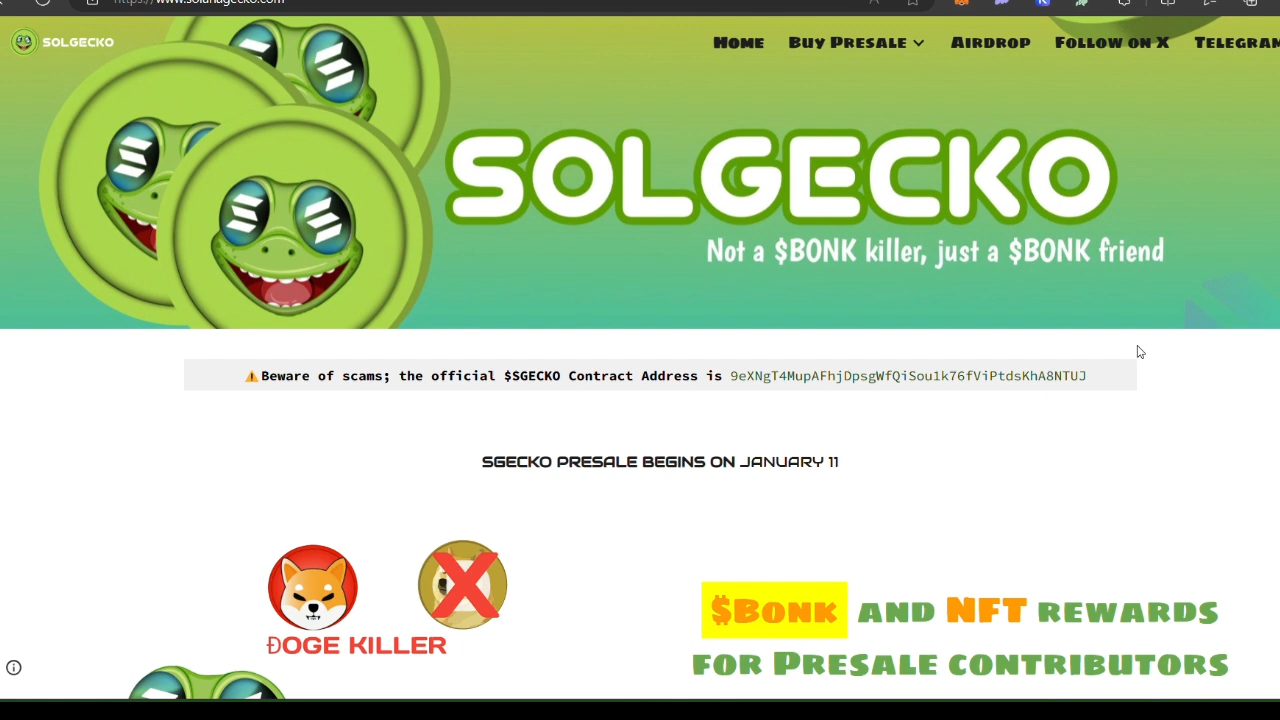 https://www.solanagecko.com
SOLGECKO
Home
Buy Presale
Airdrop
Follow on X
Telegram
SOLGECKO
Not a $BONK killer, just a $BONK friend
⚠️Beware of scams; the official $SGECKO Contract Address is 9eXNgT4MupAFhjDpsgWfQiSou1k76fViPtdsKhA8NTUJ
SGECKO PRESALE BEGINS ON JANUARY 11
X
ĐOGE KILLER
$Bonk and NFT rewards
for Presale contributors